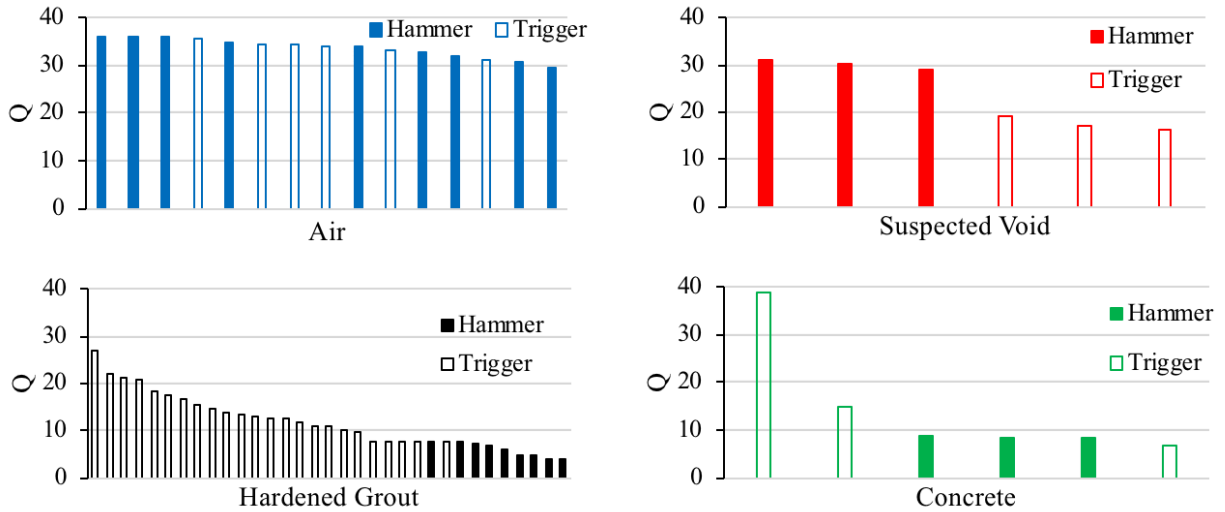 40
30
20
10
0
Q
Hammer Trigger
Air
40
30
20
10
0
Q
Hammer
Trigger
Suspected Void
40
30
20
10
0
Q
Hammer
Trigger
Hardened Grout
40
30
20
10
0
Q
Hammer
Trigger
Concrete